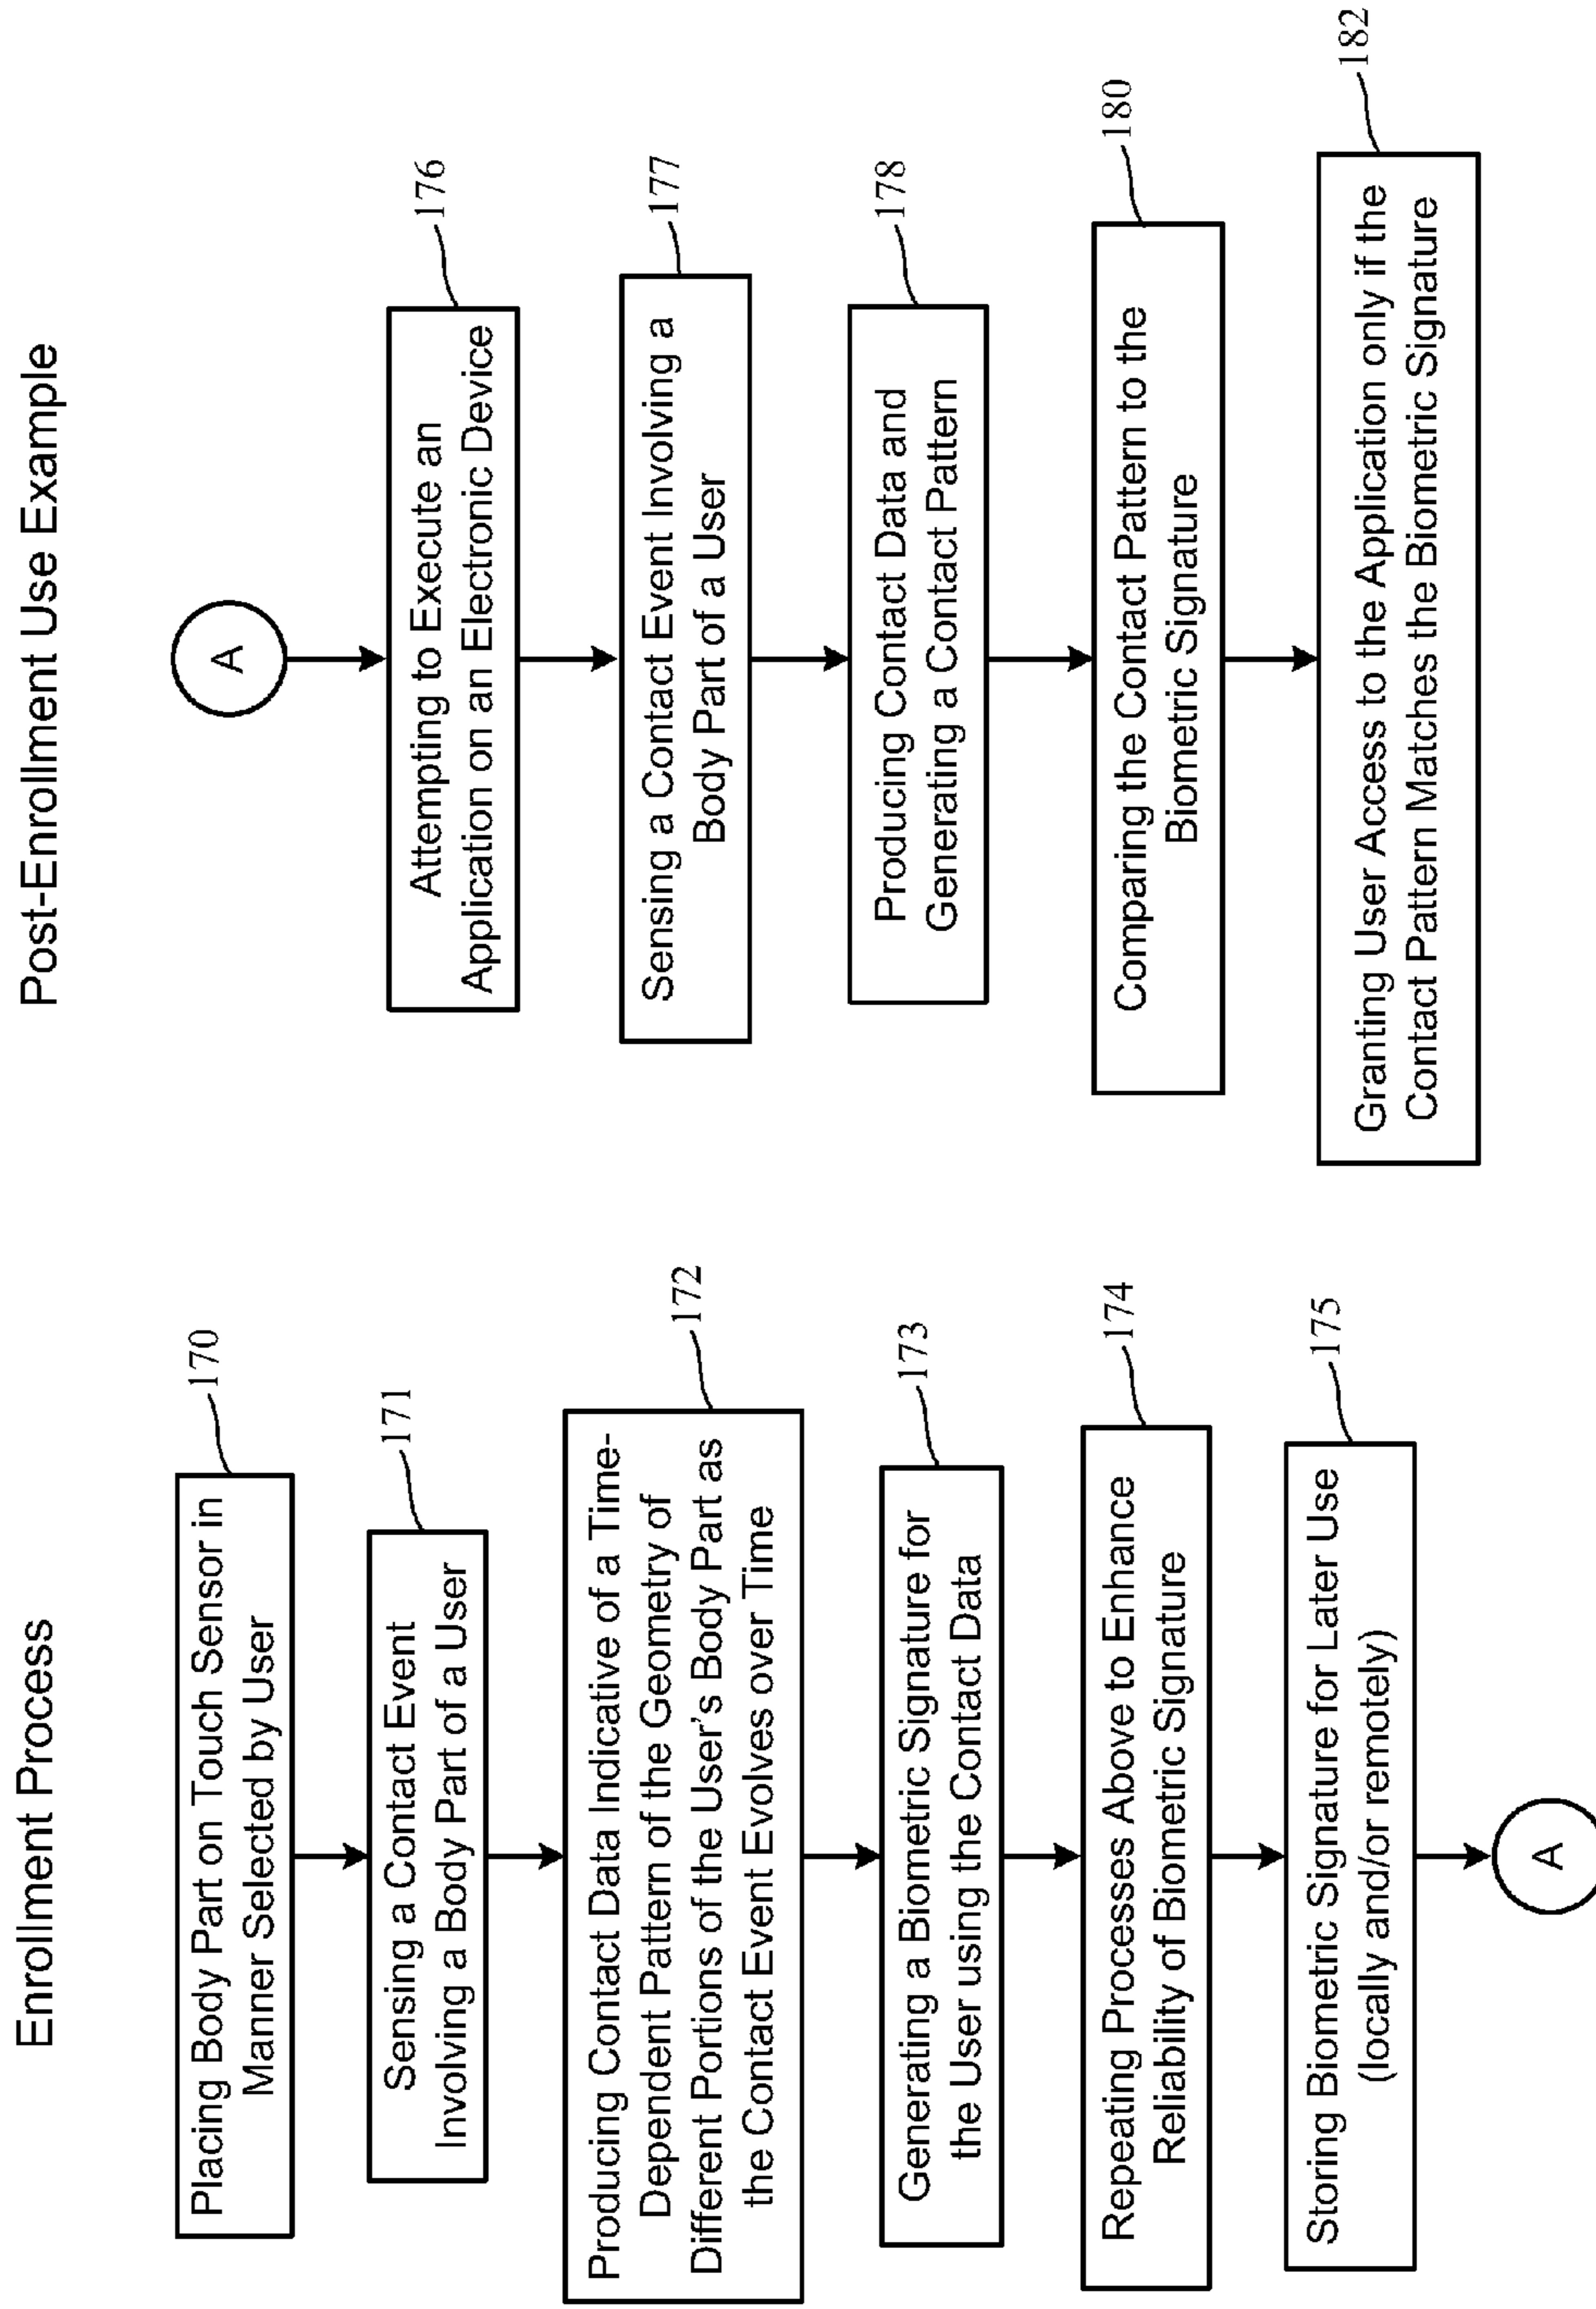 Enrollment Process
Placing Body Part on Touch Sensor in
Manner Selected by User
170
Sensing a Contact Event
Involving a Body Part of a User
171
Producing Contact Data Indicative of a Time-
Dependent Pattern of the Geometry of
Different Portions of the User's Body Part as
the Contact Event Evolves over Time
172
Generating a Biometric Signature for
the User using the Contact Data
173
Repeating Processes Above to Enhance
Reliability of Biometric Signature
174
Storing Biometric Signature for Later Use
(locally and/or remotely)
175
A
Post-Enrollment Use Example
A
Attempting to Execute an
Application on an Electronic Device
176
Sensing a Contact Event Involving a
Body Part of a User
177
Producing Contact Data and
Generating a Contact Pattern
178
Comparing the Contact Pattern to the
Biometric Signature
180
Granting User Access to the Application only if the
Contact Pattern Matches the Biometric Signature
182